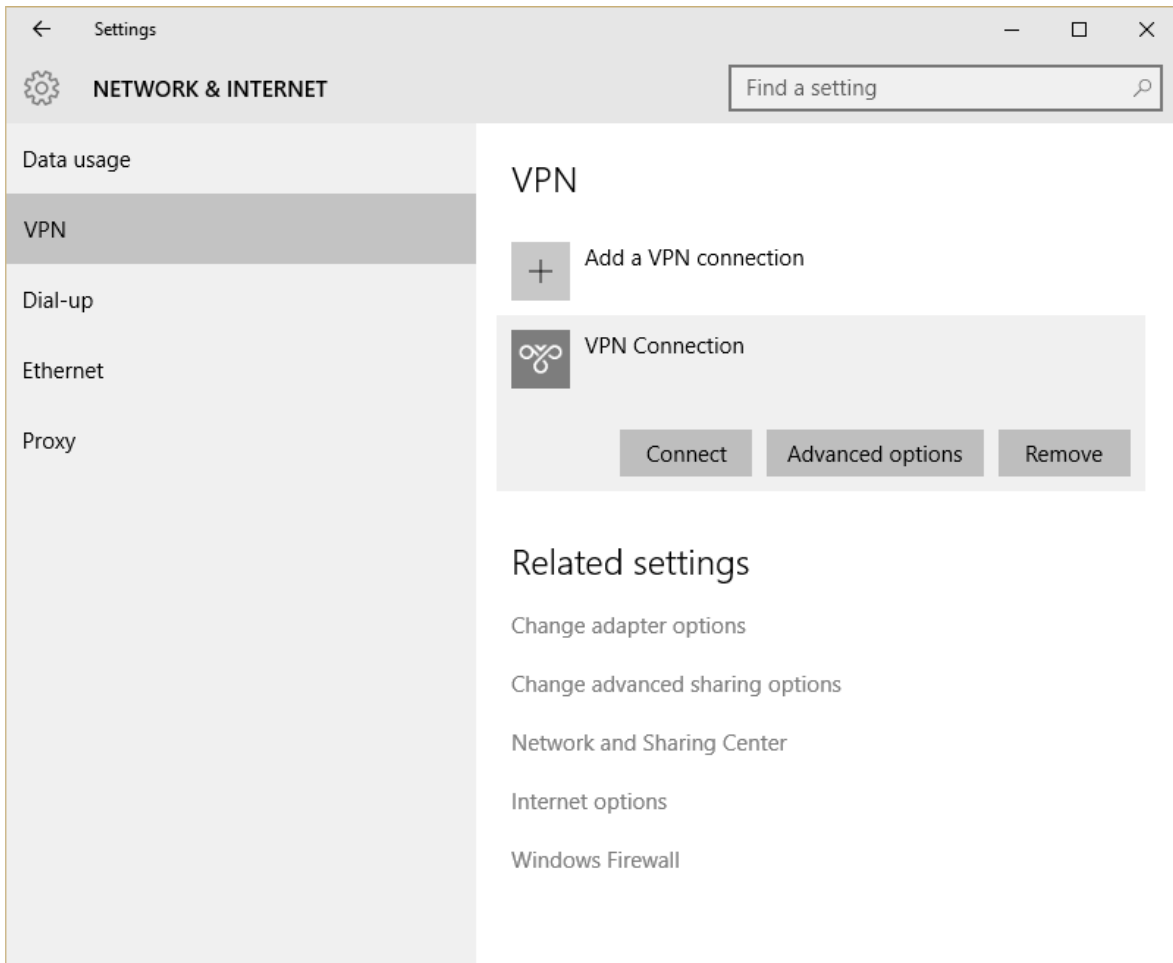 Settings
NETWORK & INTERNET
Find a setting
Data usage
VPN
Dial-up
Ethernet
Proxy
VPN
Add a VPN connection
VPN Connection
Connect
Advanced options
Remove
Related settings
Change adapter options
Change advanced sharing options
Network and Sharing Center
Internet options
Windows Firewall